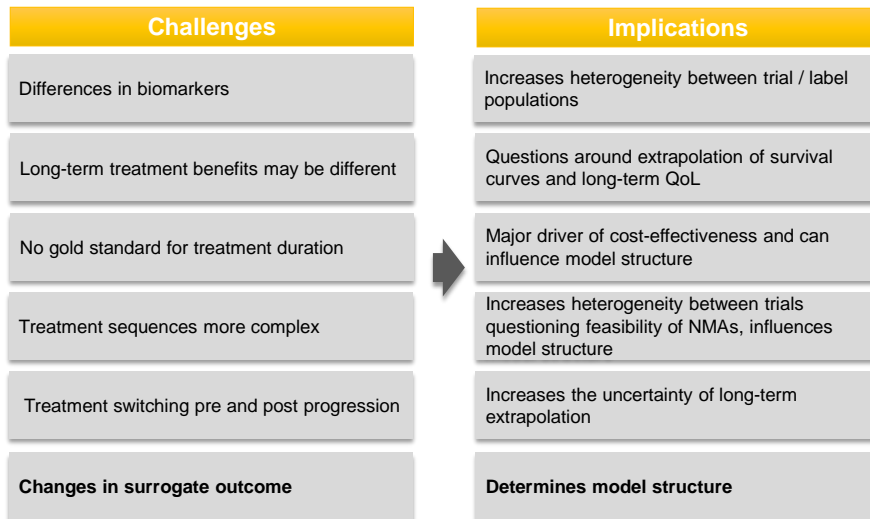 Challenges
Implications
Differences in biomarkers
Increases heterogeneity between trial / label
populations
Long-term treatment benefits may be different
Questions around extrapolation of survival
curves and long-term QoL
No gold standard for treatment duration
Major driver of cost-effectiveness and can
influence model structure
Treatment sequences more complex
Increases heterogeneity between trials
questioning feasibility of NMAs, influences
model structure
Treatment switching pre and post progression
Increases the uncertainty of long-term
extrapolation
Changes in surrogate outcome
Determines model structure